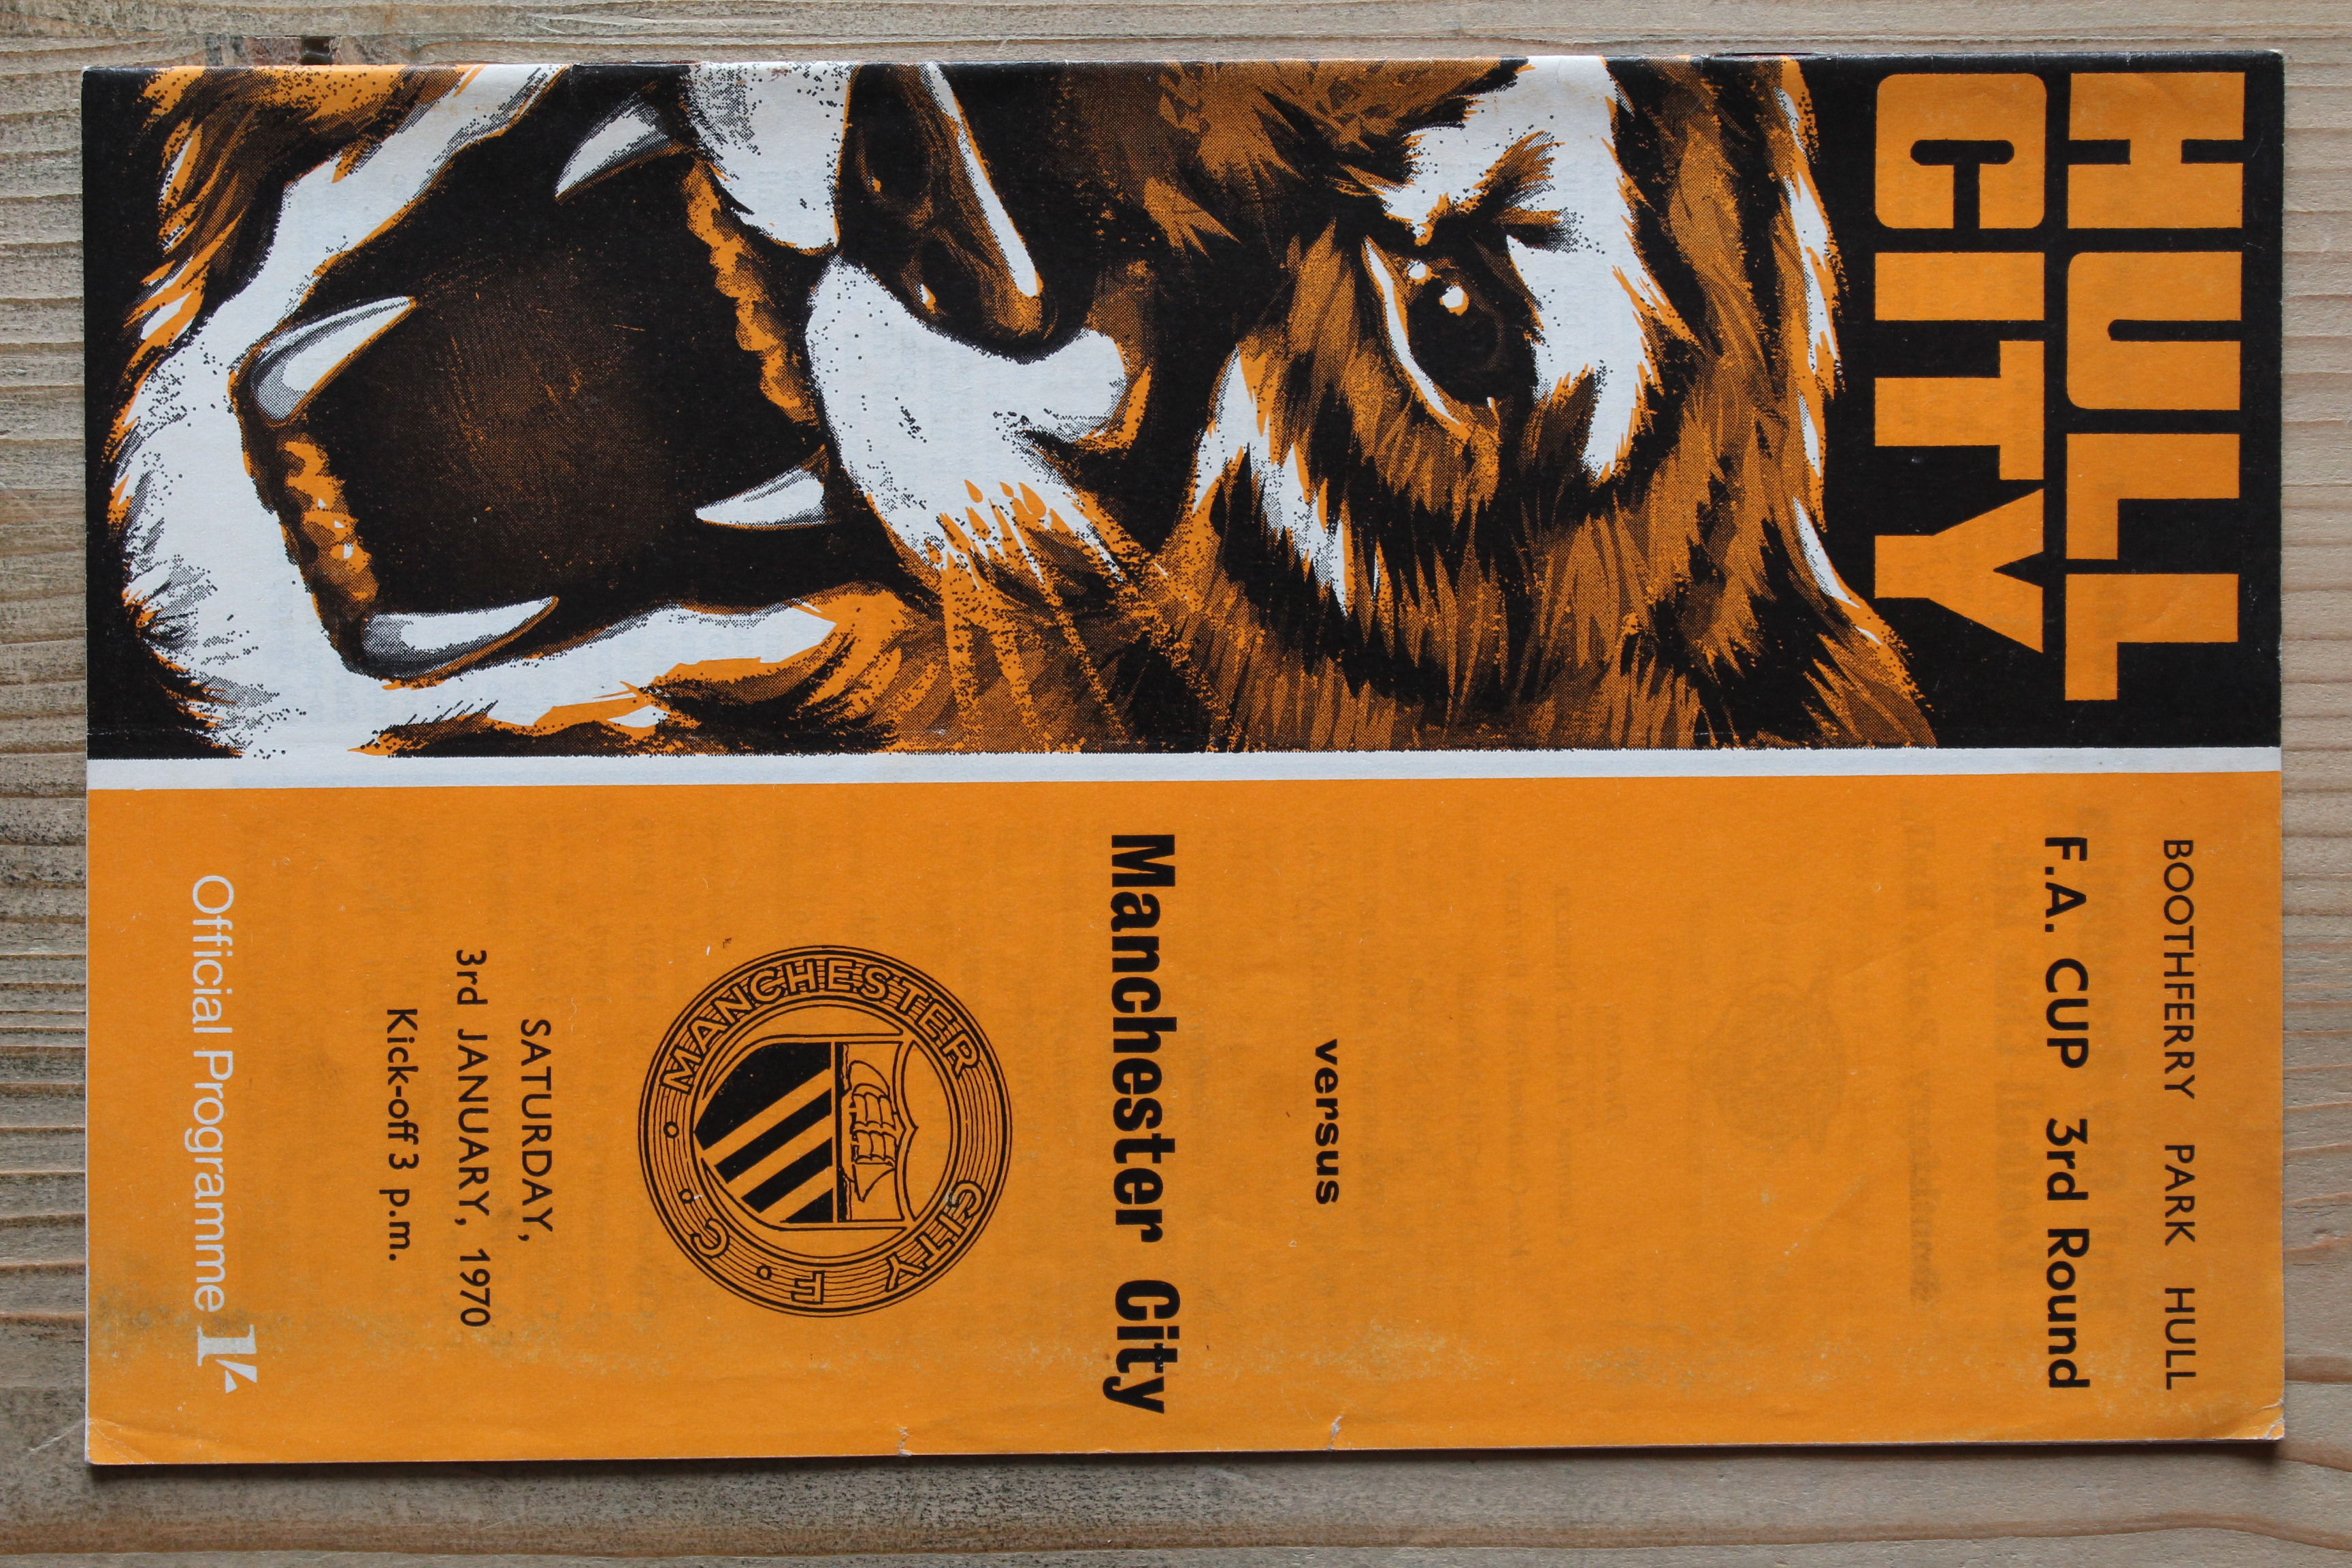 HULL
CITY
BOOTHFERRY PARK HULL
F.A. CUP 3rd Round
versus
Manchester City
MANCHESTER CITY
F · C
SATURDAY,
3rd JANUARY, 1970
Kick-off 3 p.m.
Official Programme 1/-